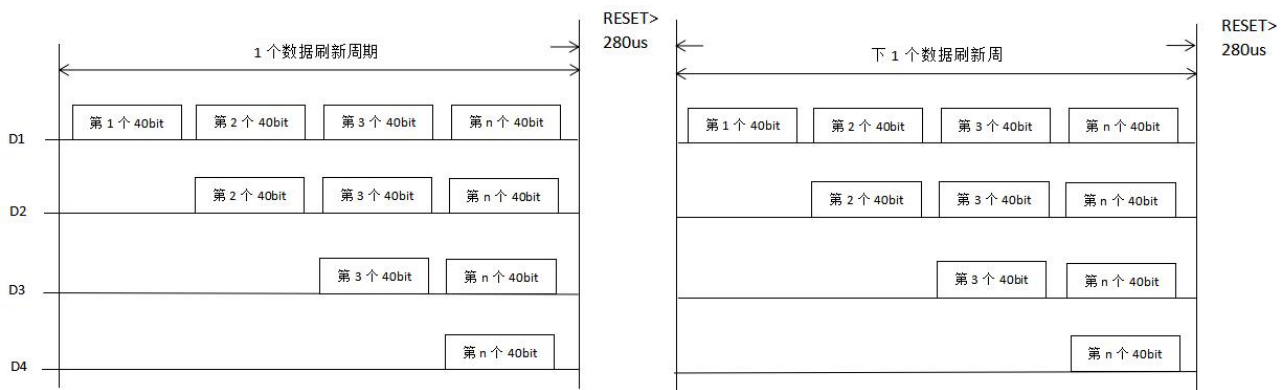 RESET>
280us
1 个数据刷新周期
RESET>
280us
下 1 个数据刷新周
D1
第 1 个 40bit
第 2 个 40bit
第 3 个 40bit
第 n 个 40bit
第 1 个 40bit
第 2 个 40bit
第 3 个 40bit
第 n 个 40bit
D2
第 2 个 40bit
第 3 个 40bit
第 n 个 40bit
第 2 个 40bit
第 3 个 40bit
第 n 个 40bit
D3
第 3 个 40bit
第 n 个 40bit
第 3 个 40bit
第 n 个 40bit
D4
第 n 个 40bit
第 n 个 40bit